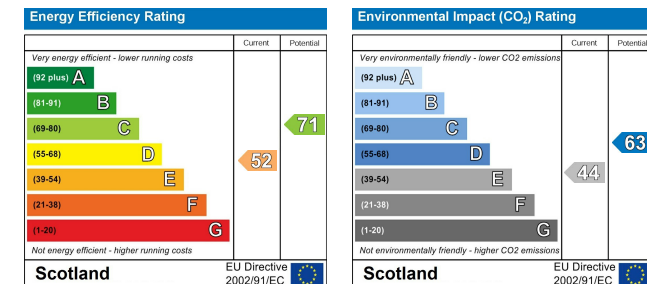 Energy Efficiency Rating
Current Potential
Very energy efficient - lower running costs
(92 plus) A
(81-91) B
(69-80) C
71
(55-68) D
52
(39-54) E
(21-38) F
(1-20) G
Not energy efficient - higher running costs
Scotland
EU Directive
2002/91/EC
Environmental Impact (CO2) Rating
Current Potential
Very environmentally friendly - lower CO2 emissions
(92 plus) A
(81-91) B
(69-80) C
(55-68) D
63
(39-54) E
44
(21-38) F
(1-20) G
Not environmentally friendly - higher CO2 emissions
Scotland
EU Directive
2002/91/EC